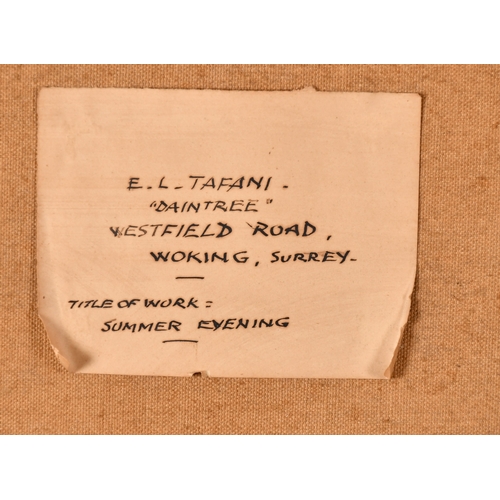 E. L. TAFANI.
"DAINTREE"
WESTFIELD ROAD,
WOKING, SURREY.
TITLE OF WORK =
SUMMER EVENING